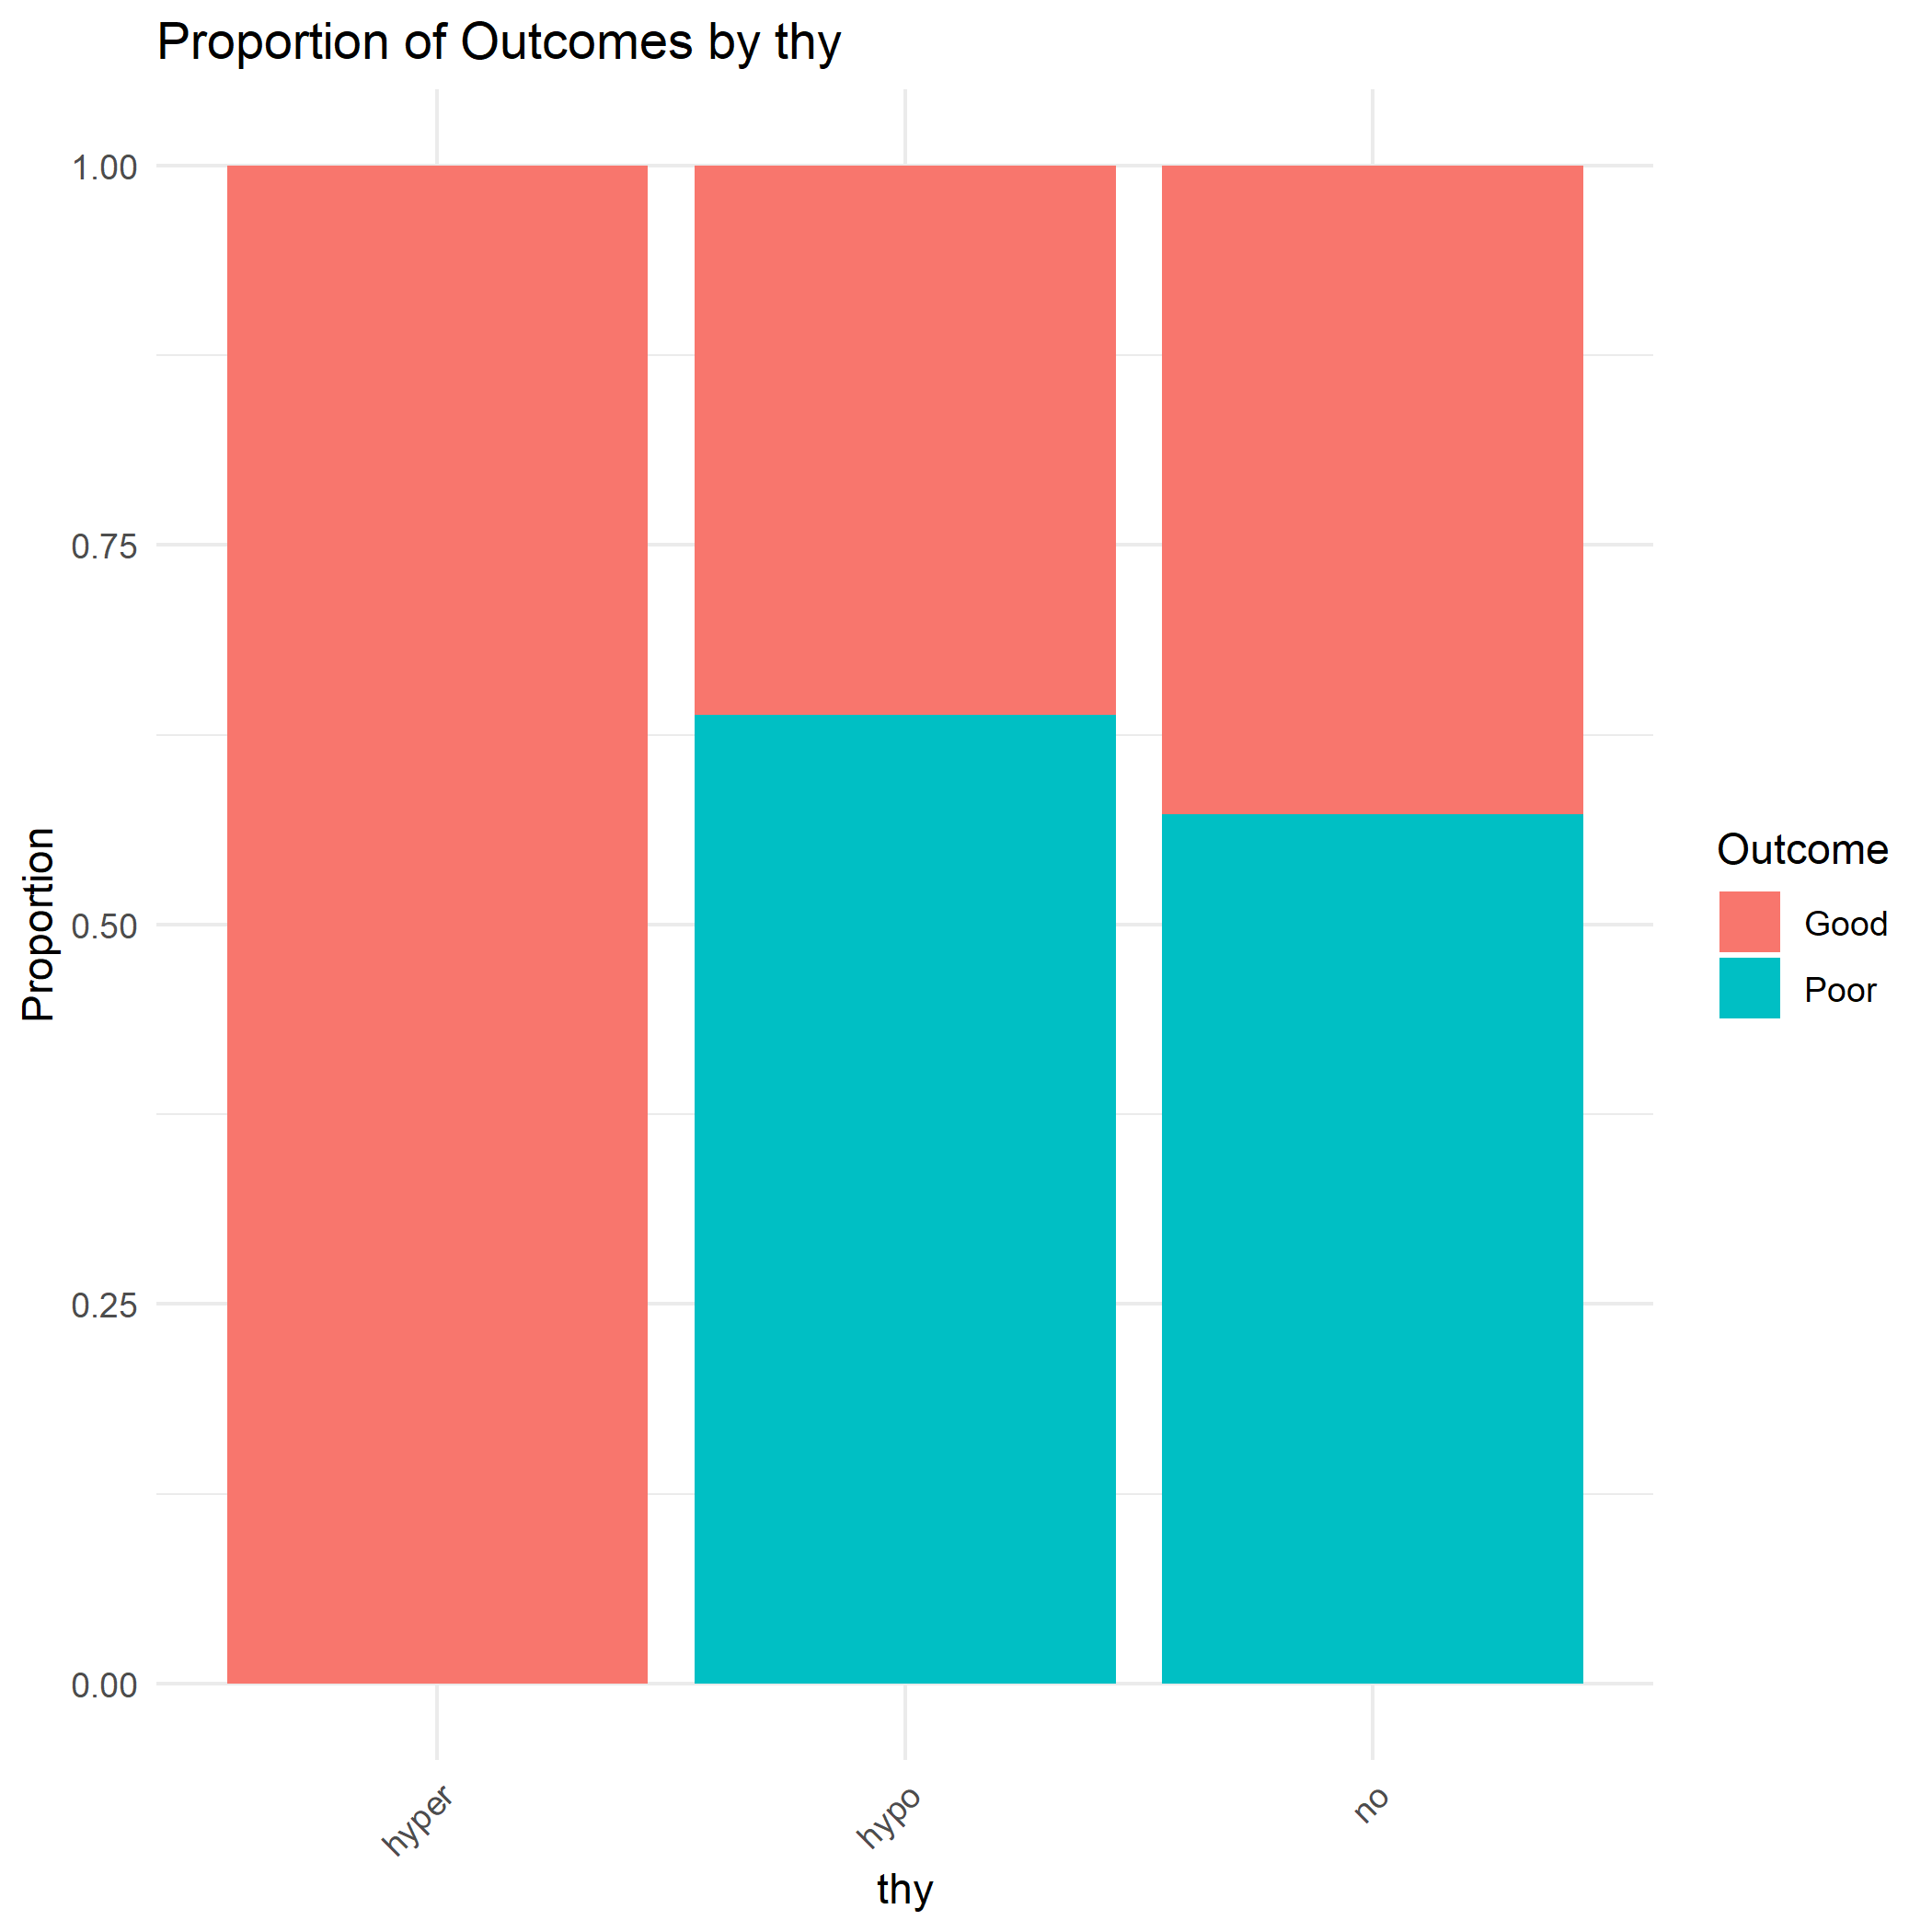 Proportion of Outcomes by thy
1.00
0.75
0.50
0.25
0.00
Proportion
hyper
hypo
no
thy
Outcome
Good
Poor